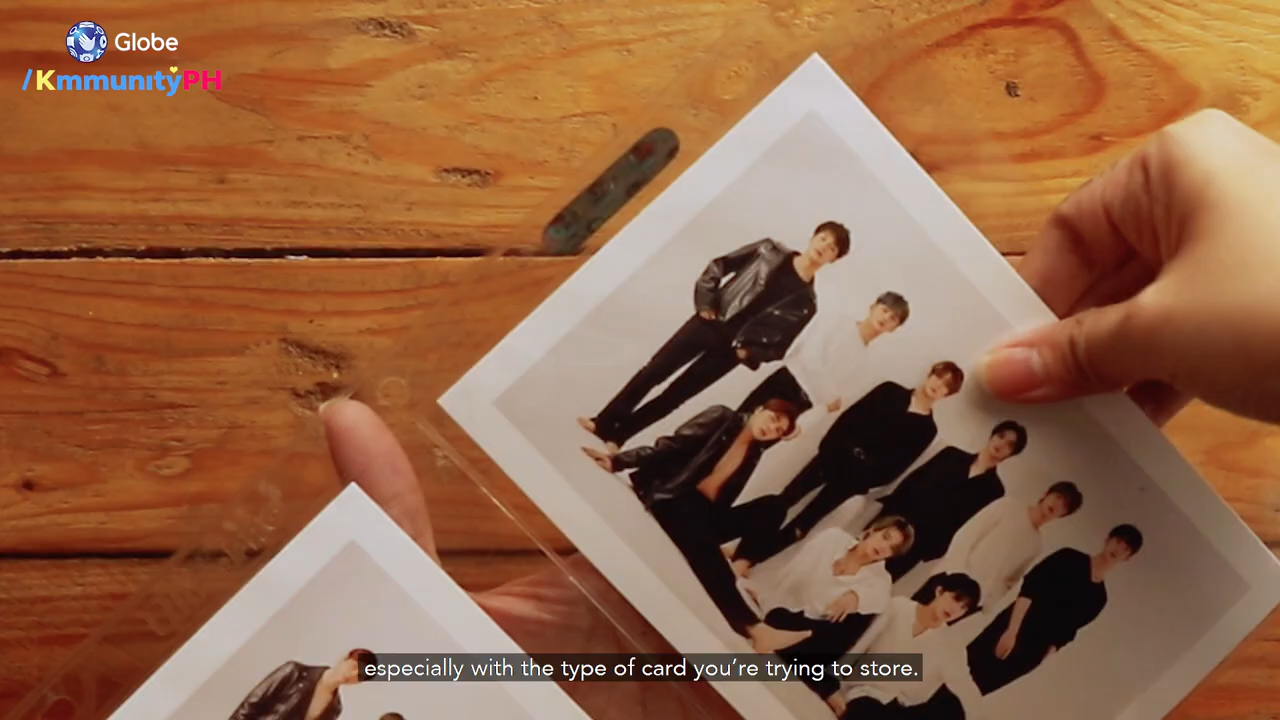 Globe
/KmmunityPH
especially with the type of card you're trying to store.